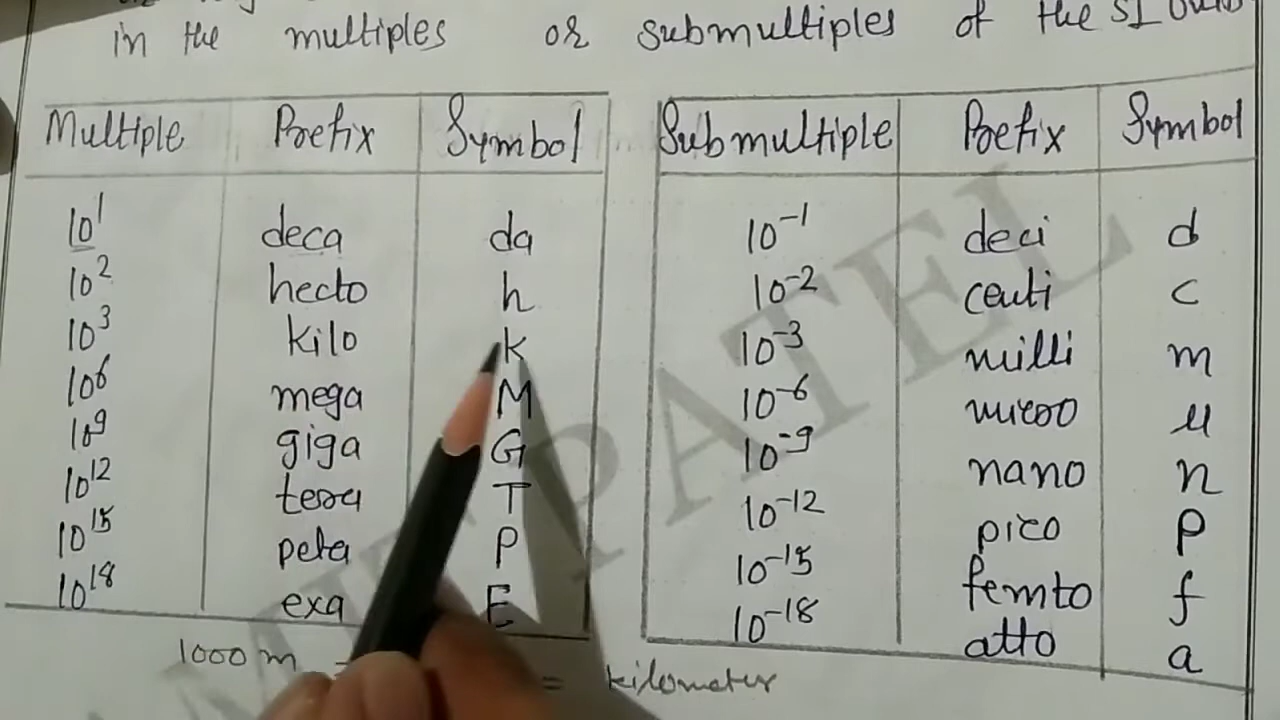 in the multiples or submultiples of the SI
Multiple Prefix Symbol Submultiple Prefix Symbol
10¹ deca da 10⁻¹ deci d
10² hecto h 10⁻² centi c
10³ kilo k 10⁻³ milli m
10⁶ mega M 10⁻⁶ micro μ
10⁹ giga G 10⁻⁹ nano n
10¹² tera T 10⁻¹² pico p
10¹⁵ peta P 10⁻¹⁵ femto f
10¹⁸ exa E 10⁻¹⁸ atto a
1000 m = kilometer
PATEL